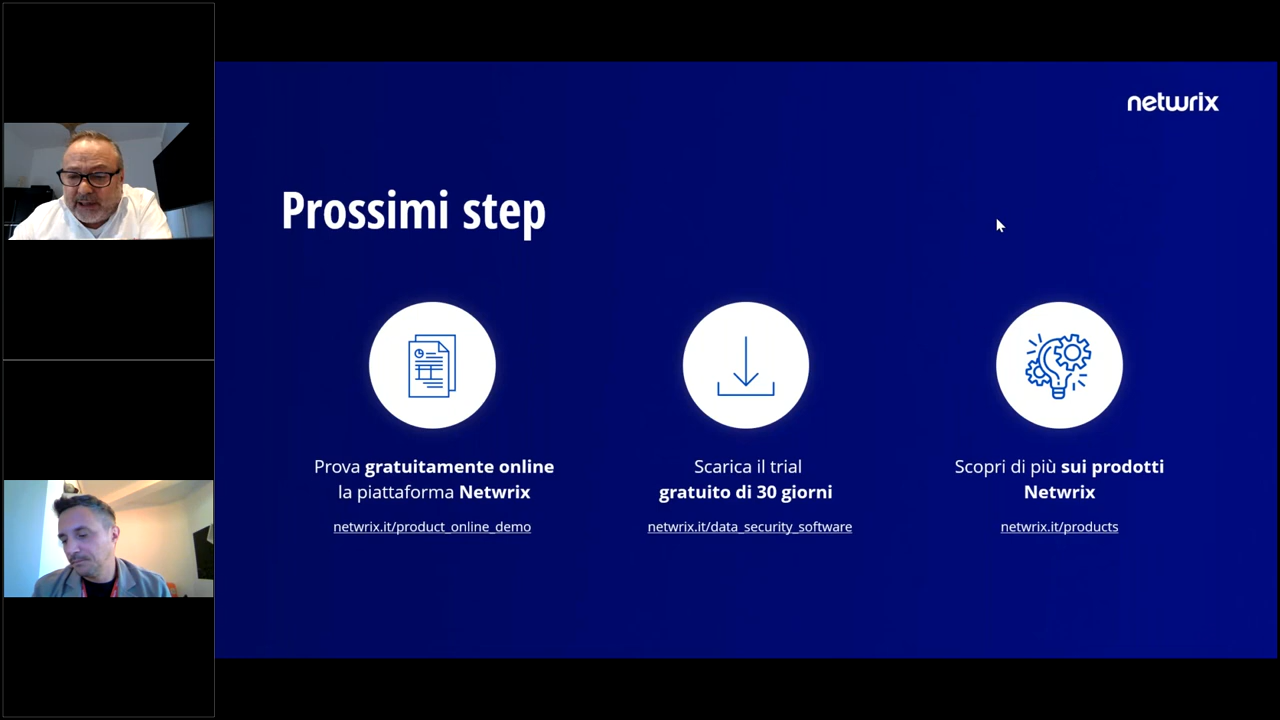 netwrix
Prossimi step
Prova gratuitamente online
la piattaforma Netwrix
netwrix.it/product_online_demo
Scarica il trial
gratuito di 30 giorni
netwrix.it/data_security_software
Scopri di più sui prodotti
Netwrix
netwrix.it/products